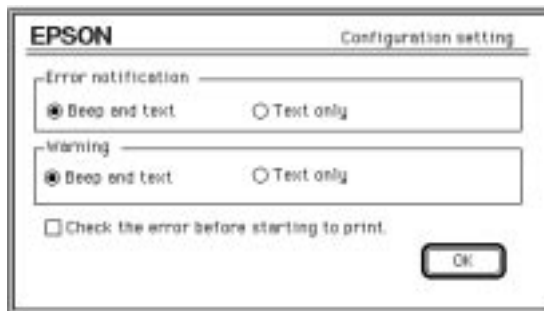 EPSON Configuration setting
Error notification
Beep and text Text only
Warning
Beep and text Text only
Check the error before starting to print.
OK